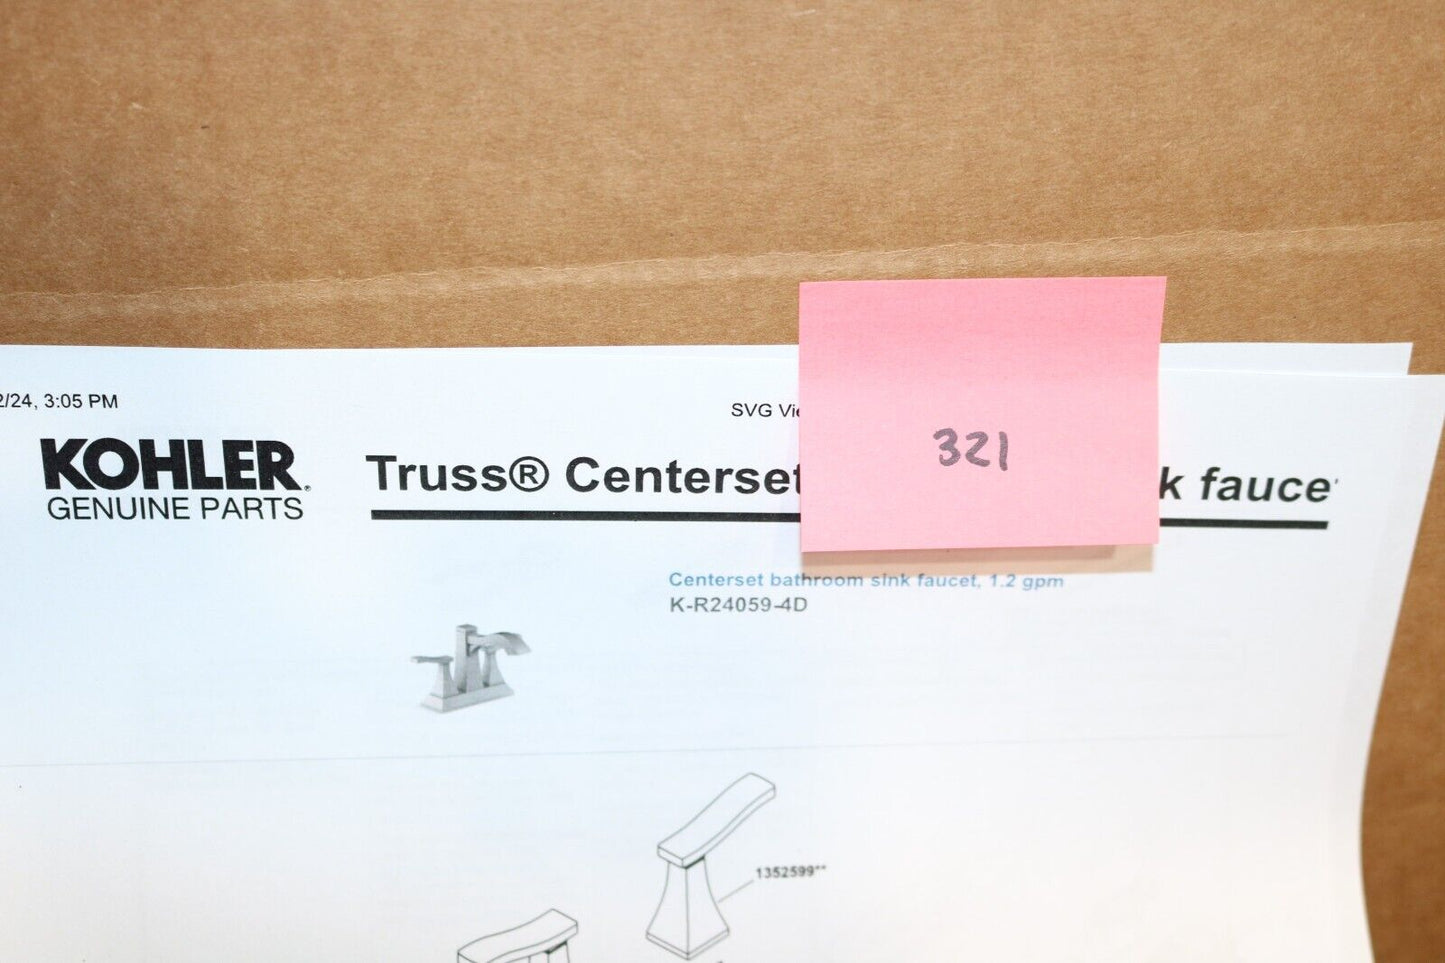 2/24, 3:05 PM
SVG Vie
321
KOHLER.
GENUINE PARTS
Truss® Centerset k fauce
Centerset bathroom sink faucet, 1.2 gpm
K-R24059-4D
1352599**